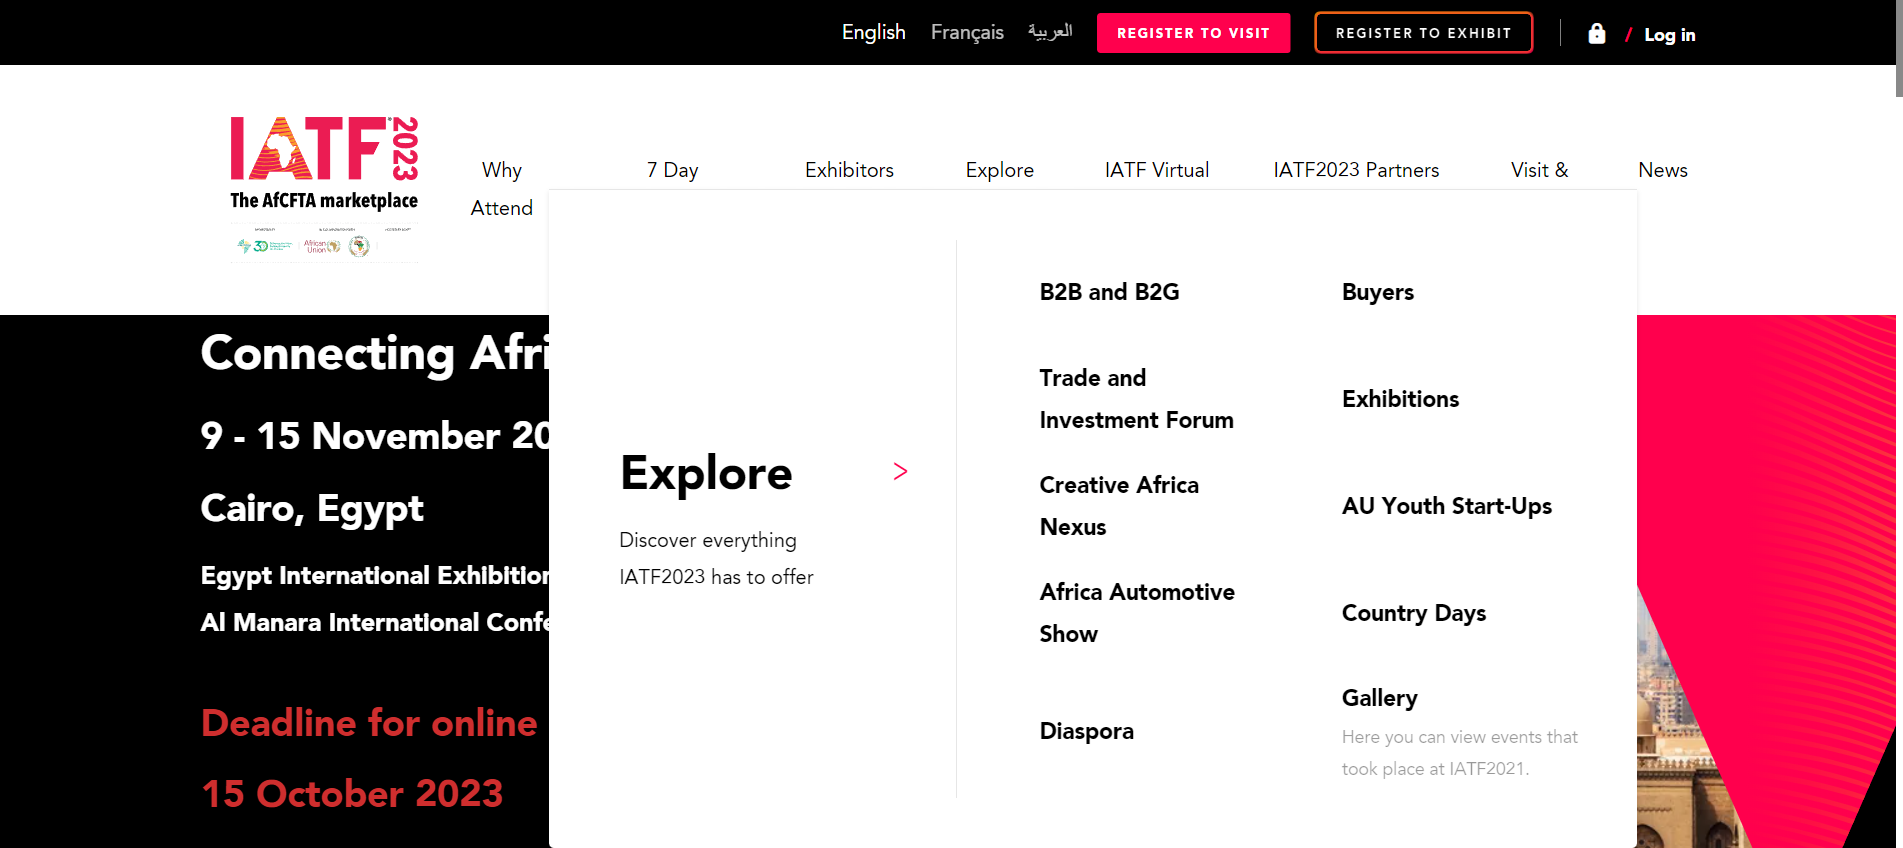 English Français العربية REGISTER TO VISIT REGISTER TO EXHIBIT / Log in
IATF 2023
The AfCFTA marketplace
African Union
Why Attend
7 Day
Exhibitors
Explore
IATF Virtual
IATF2023 Partners
Visit &
News
Connecting Afri
9 - 15 November 20
Cairo, Egypt
Egypt International Exhibition
Al Manara International Confe
Deadline for online
15 October 2023
Explore >
Discover everything
IATF2023 has to offer
B2B and B2G
Trade and
Investment Forum
Creative Africa
Nexus
Africa Automotive
Show
Diaspora
Buyers
Exhibitions
AU Youth Start-Ups
Country Days
Gallery
Here you can view events that
took place at IATF2021.